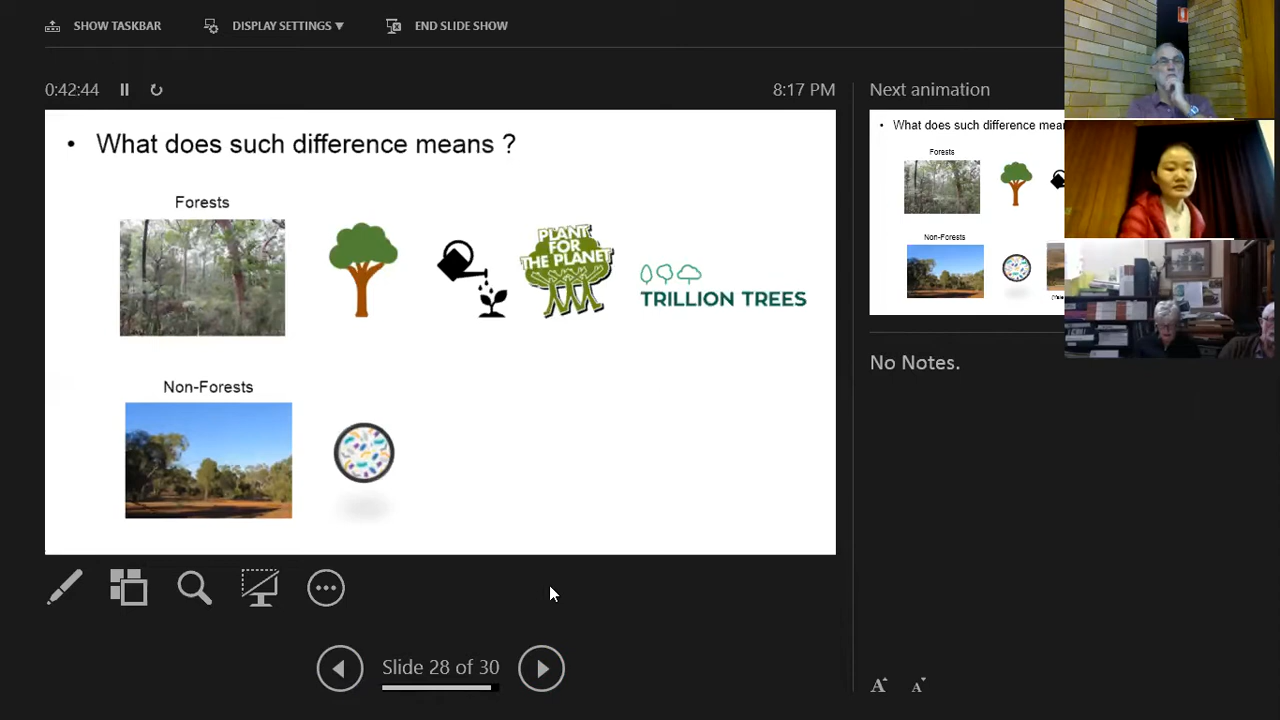 SHOW TASKBAR
DISPLAY SETTINGS ▼
END SLIDE SHOW
0:42:44
8:17 PM
Next animation
• What does such difference means ?
Forests
PLANT
FOR
THE PLANET
TRILLION TREES
Non-Forests
• What does such difference mean
Forests
Non-Forests
No Notes.
Slide 28 of 30
A A